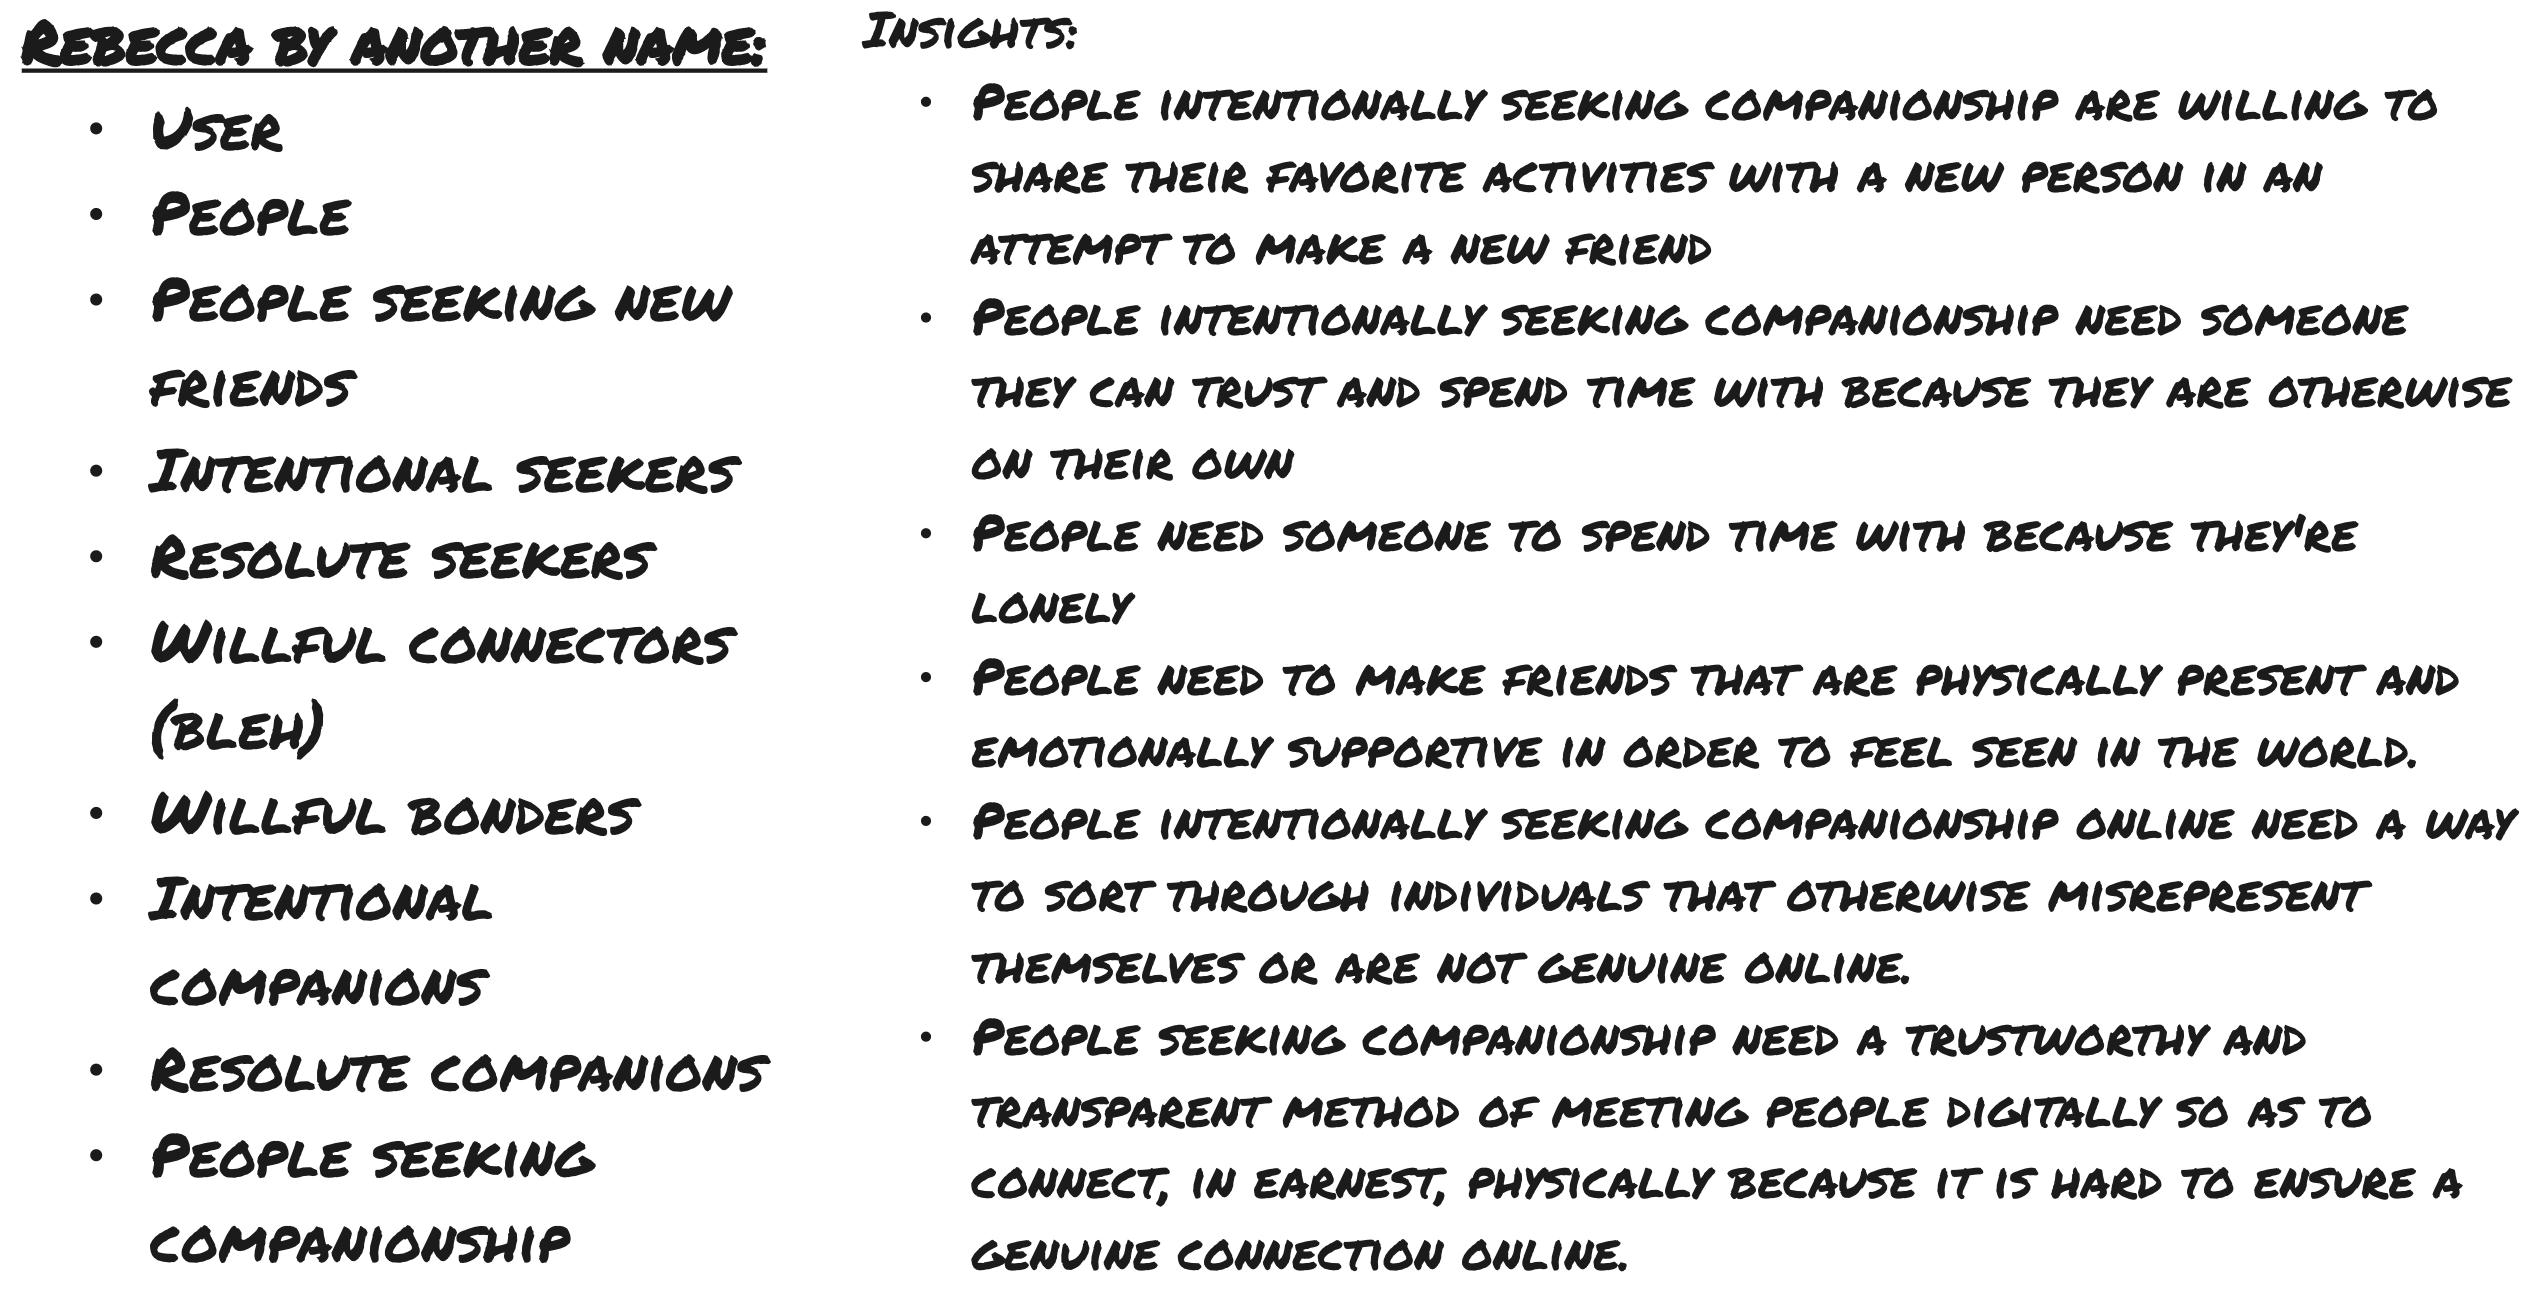 Rebecca by another name:
• User
• People
• People seeking new
friends
• Intentional seekers
• Resolute seekers
• Willful connectors
(bleh)
• Willful bonders
• Intentional
companions
• Resolute companions
• People seeking
companionship
Insights:
• People intentionally seeking companionship are willing to
share their favorite activities with a new person in an
attempt to make a new friend
• People intentionally seeking companionship need someone
they can trust and spend time with because they are otherwise
on their own
• People need someone to spend time with because they're
lonely
• People need to make friends that are physically present and
emotionally supportive in order to feel seen in the world.
• People intentionally seeking companionship online need a way
to sort through individuals that otherwise misrepresent
themselves or are not genuine online.
• People seeking companionship need a trustworthy and
transparent method of meeting people digitally so as to
connect, in earnest, physically because it is hard to ensure a
genuine connection online.